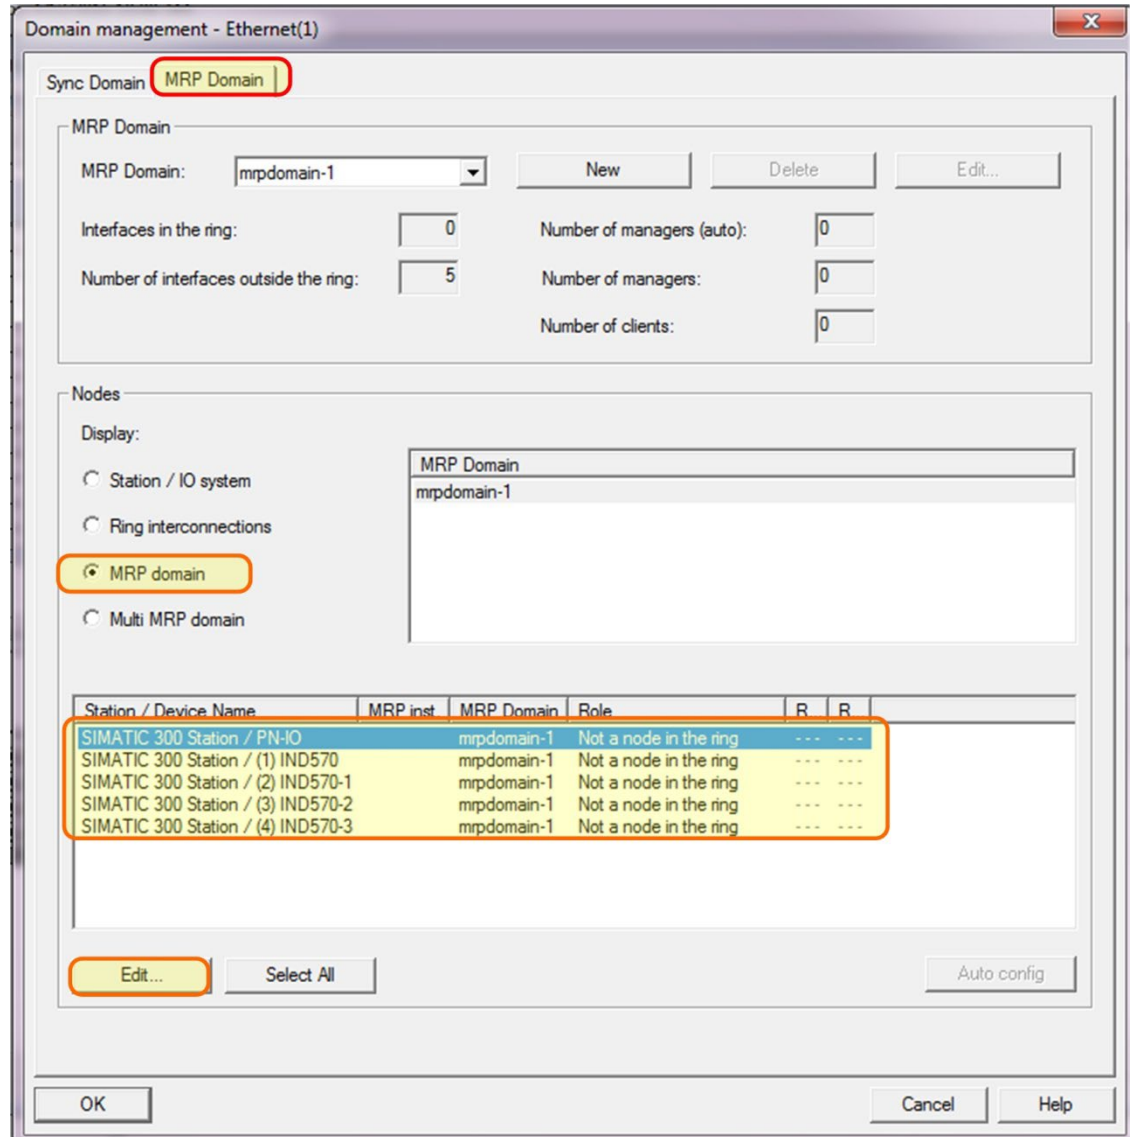 Domain management - Ethernet(1)
Sync Domain MRP Domain
MRP Domain
MRP Domain: mrpdomain-1 New Delete Edit...
Interfaces in the ring: 0 Number of managers (auto): 0
Number of interfaces outside the ring: 5 Number of managers: 0
Number of clients: 0
Nodes
Display:
MRP Domain
Station / IO system
mrpdomain-1
Ring interconnections
MRP domain
Multi MRP domain
Station / Device Name MRP inst. MRP Domain Role R... R...
SIMATIC 300 Station / PN-IO mrpdomain-1 Not a node in the ring --- ---
SIMATIC 300 Station / (1) IND570 mrpdomain-1 Not a node in the ring --- ---
SIMATIC 300 Station / (2) IND570-1 mrpdomain-1 Not a node in the ring --- ---
SIMATIC 300 Station / (3) IND570-2 mrpdomain-1 Not a node in the ring --- ---
SIMATIC 300 Station / (4) IND570-3 mrpdomain-1 Not a node in the ring --- ---
Edit... Select All Auto config
OK Cancel Help